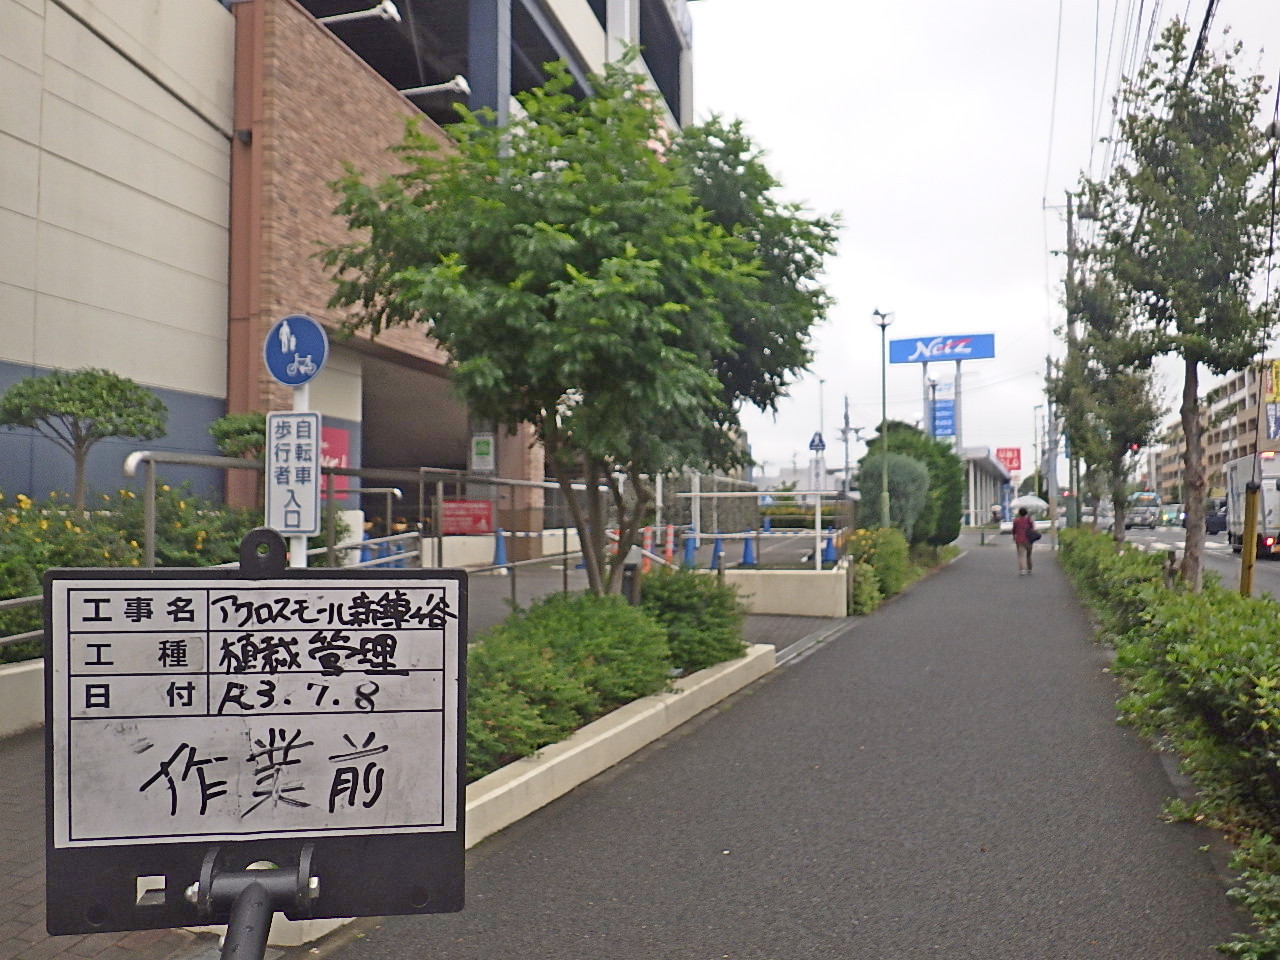 Netz
自転車
歩行者
入口
工事名 アクロスモール新鎌ヶ谷
工種 植栽管理
日付 R3.7.8
作業前